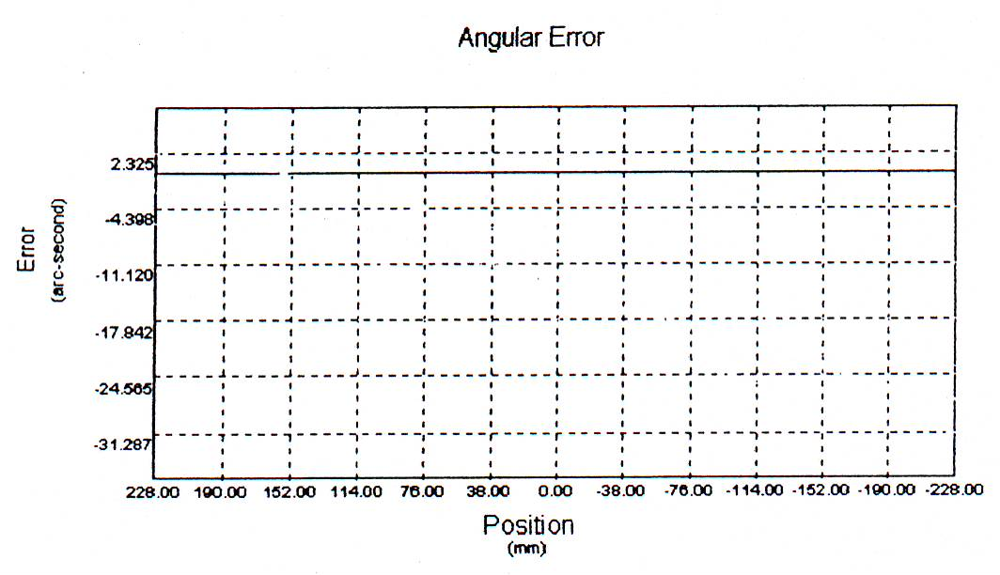 Angular Error
2.325
-4.398
-11.120
-17.842
-24.565
-31.287
Error
(arc-second)
228.00 190.00 152.00 114.00 76.00 38.00 0.00 -38.00 -76.00 -114.00 -152.00 -190.00 -228.00
Position
(mm)